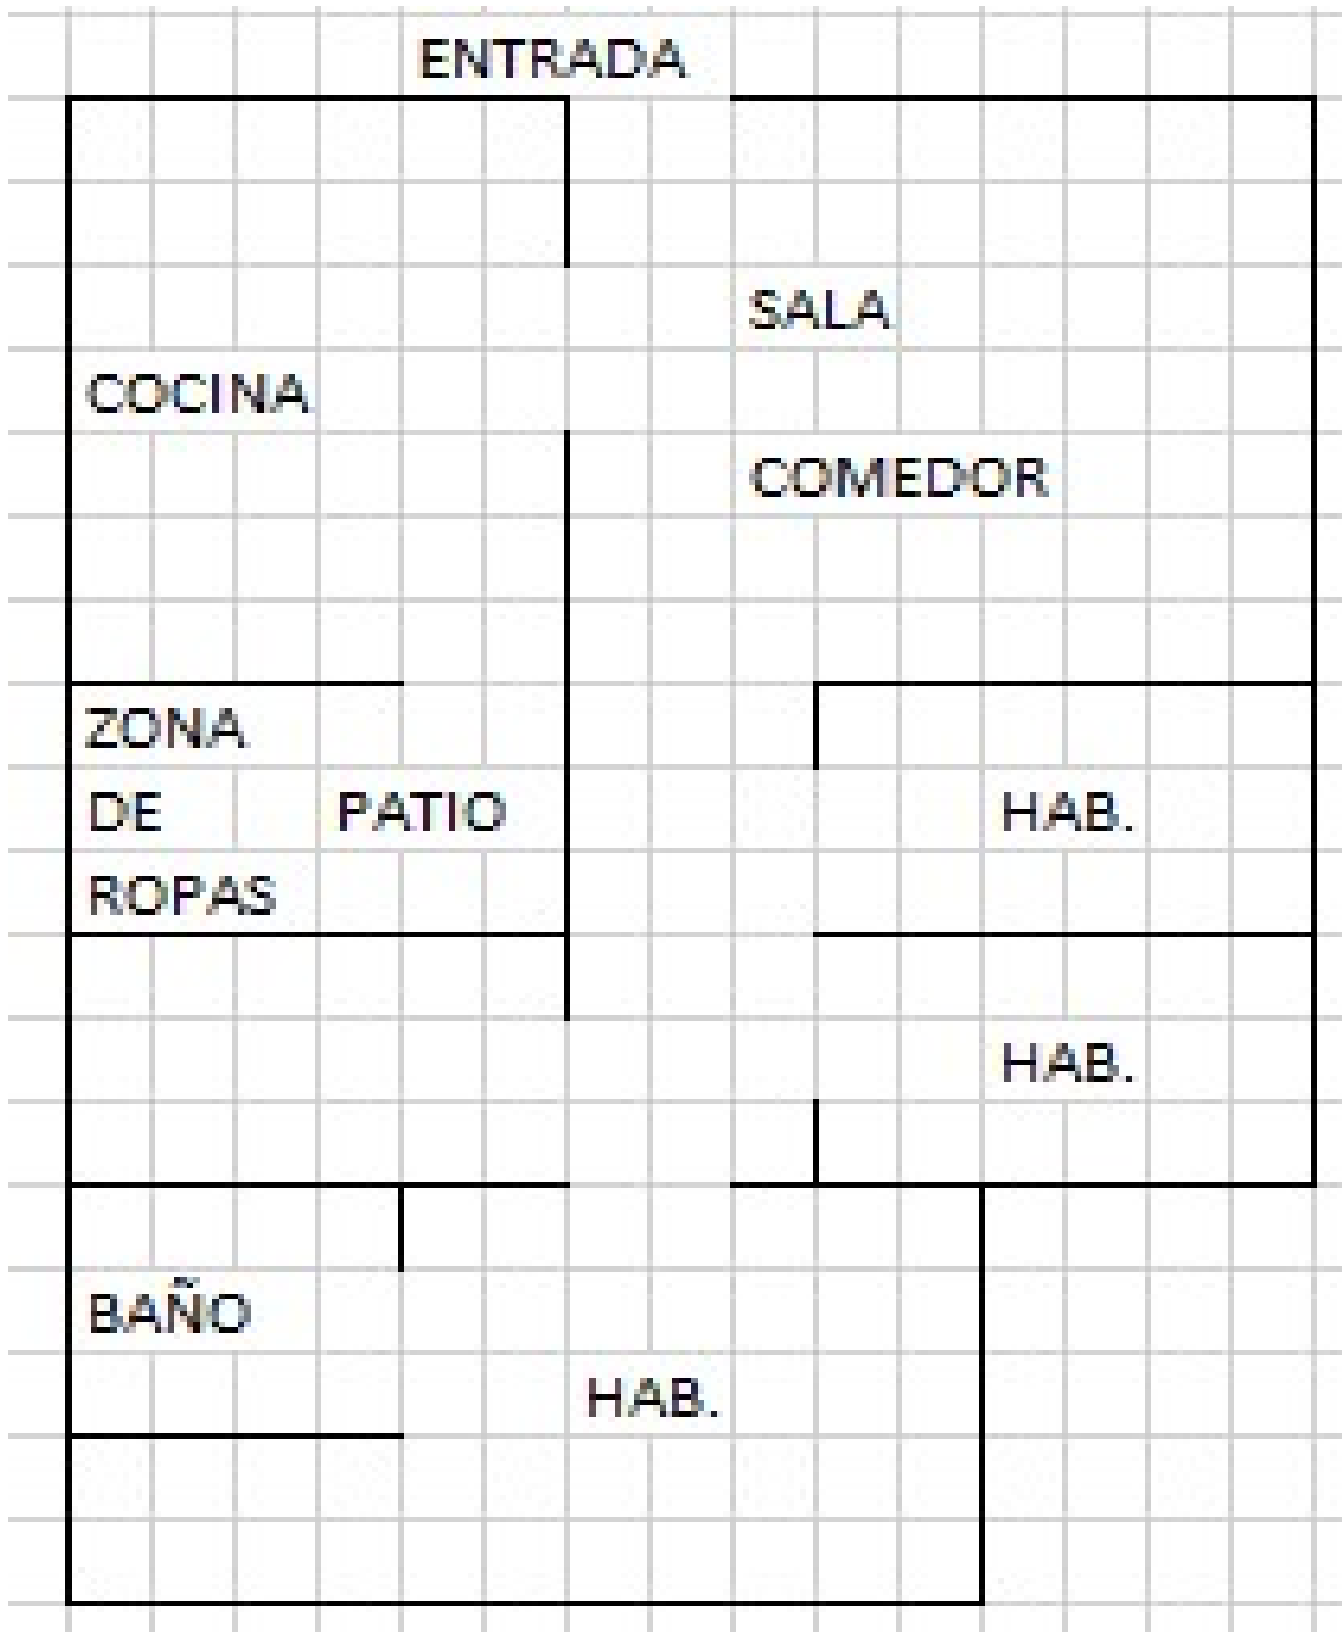 ENTRADA
SALA
COCINA
COMEDOR
ZONA
DE PATIO HAB.
ROPAS
HAB.
BAÑO
HAB.